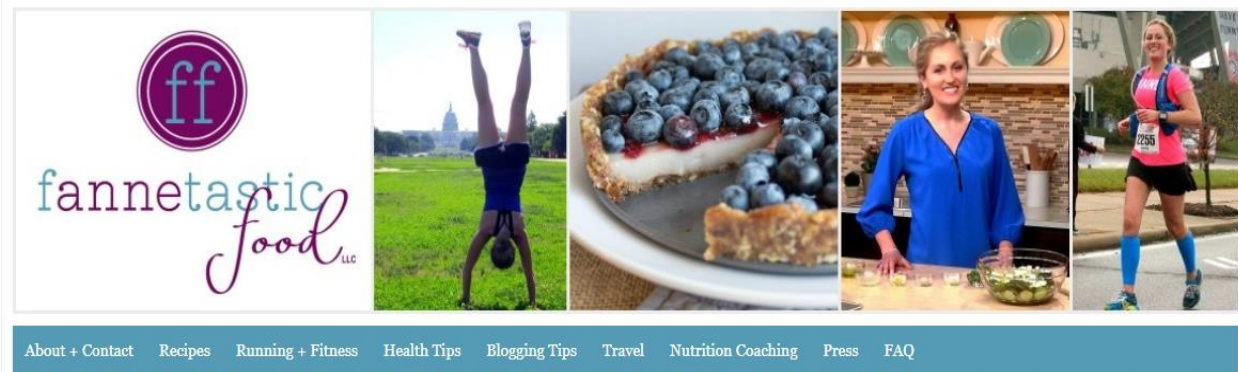 ff
fannetastic
food LLC
2255
About + Contact Recipes Running + Fitness Health Tips Blogging Tips Travel Nutrition Coaching Press FAQ